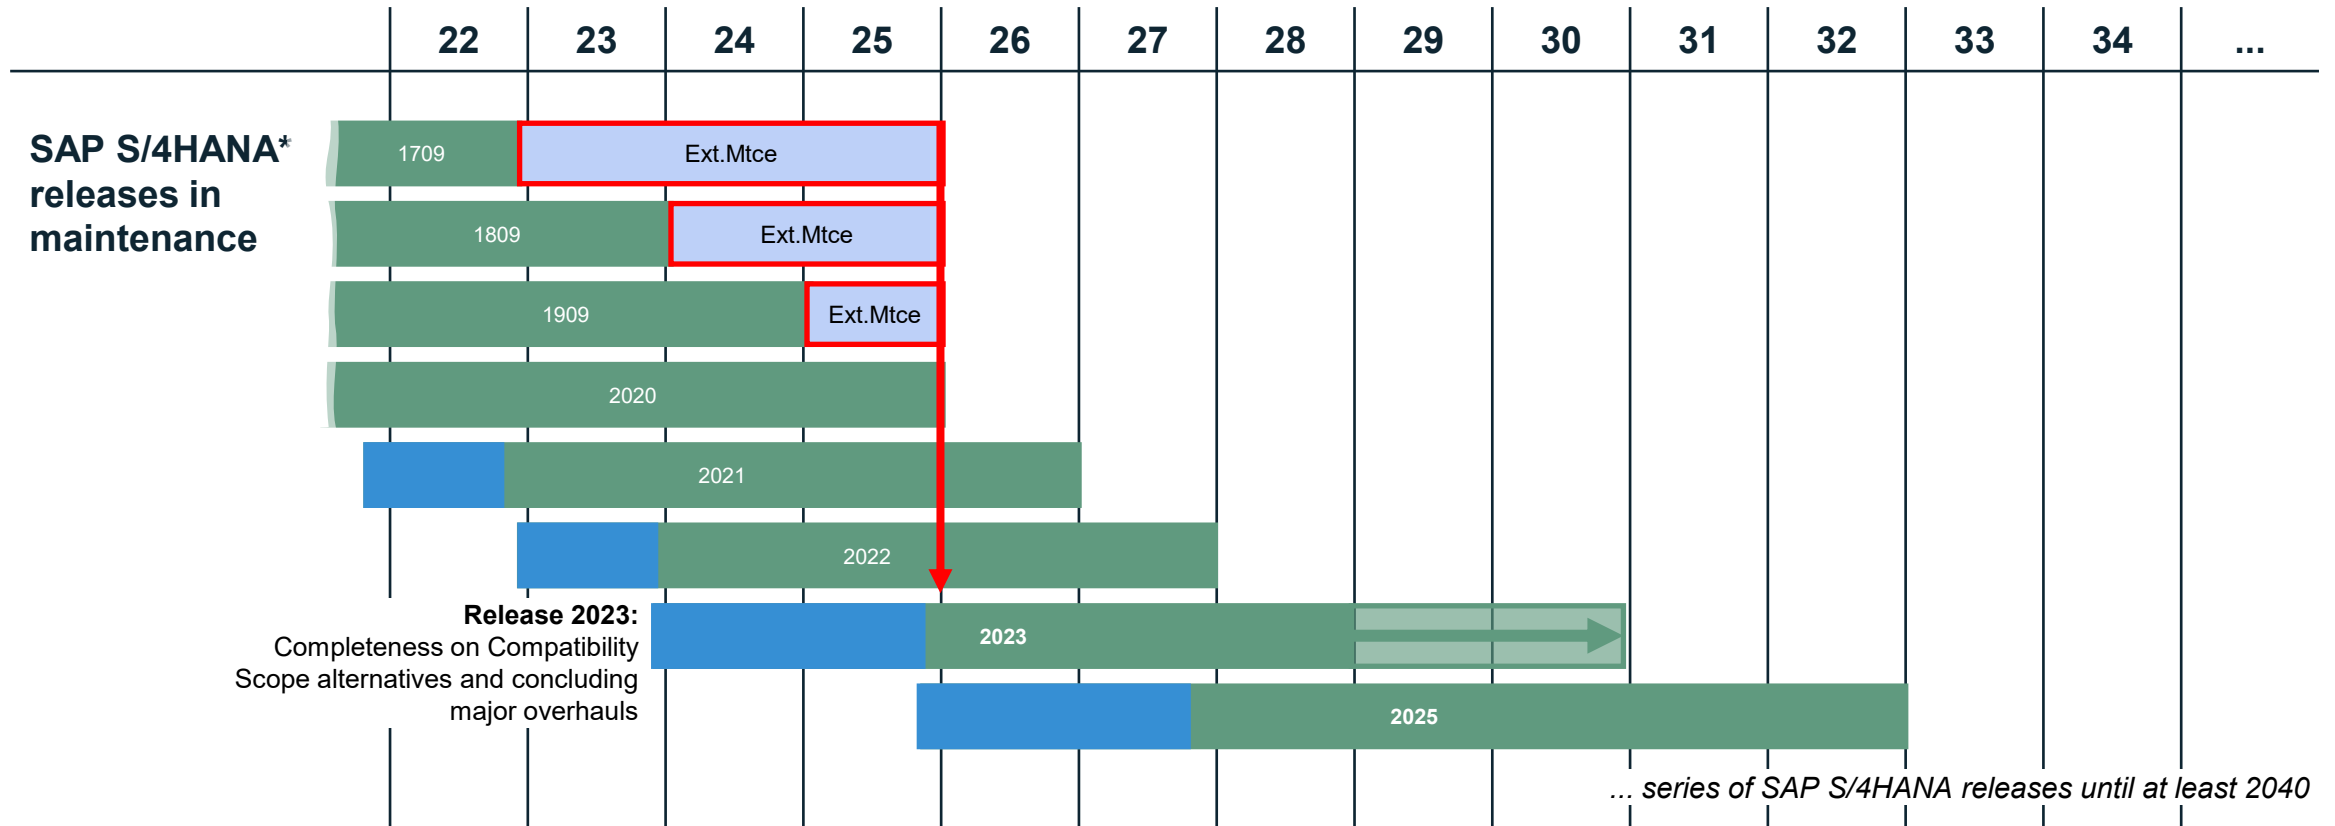 22 23 24 25 26 27 28 29 30 31 32 33 34 ...
SAP S/4HANA*
releases in
maintenance
1709 Ext.Mtce
1809 Ext.Mtce
1909 Ext.Mtce
2020
2021
2022
Release 2023:
Completeness on Compatibility
Scope alternatives and concluding
major overhauls
2023
2025
... series of SAP S/4HANA releases until at least 2040